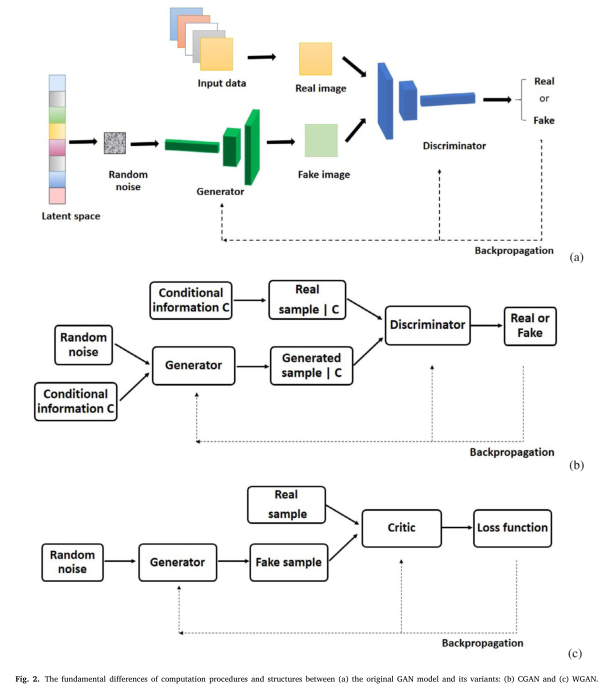 Input data
Real image
Real
or
Fake
Discriminator
Random
noise
Generator
Fake image
Latent space
Backpropagation
(a)
Conditional
information C
Real
sample | C
Random
noise
Generator
Generated
sample | C
Discriminator
Real or
Fake
Conditional
information C
Backpropagation
(b)
Real
sample
Critic
Loss function
Random
noise
Generator
Fake sample
Backpropagation
(c)
Fig. 2. The fundamental differences of computation procedures and structures between (a) the original GAN model and its variants: (b) CGAN and (c) WGAN.